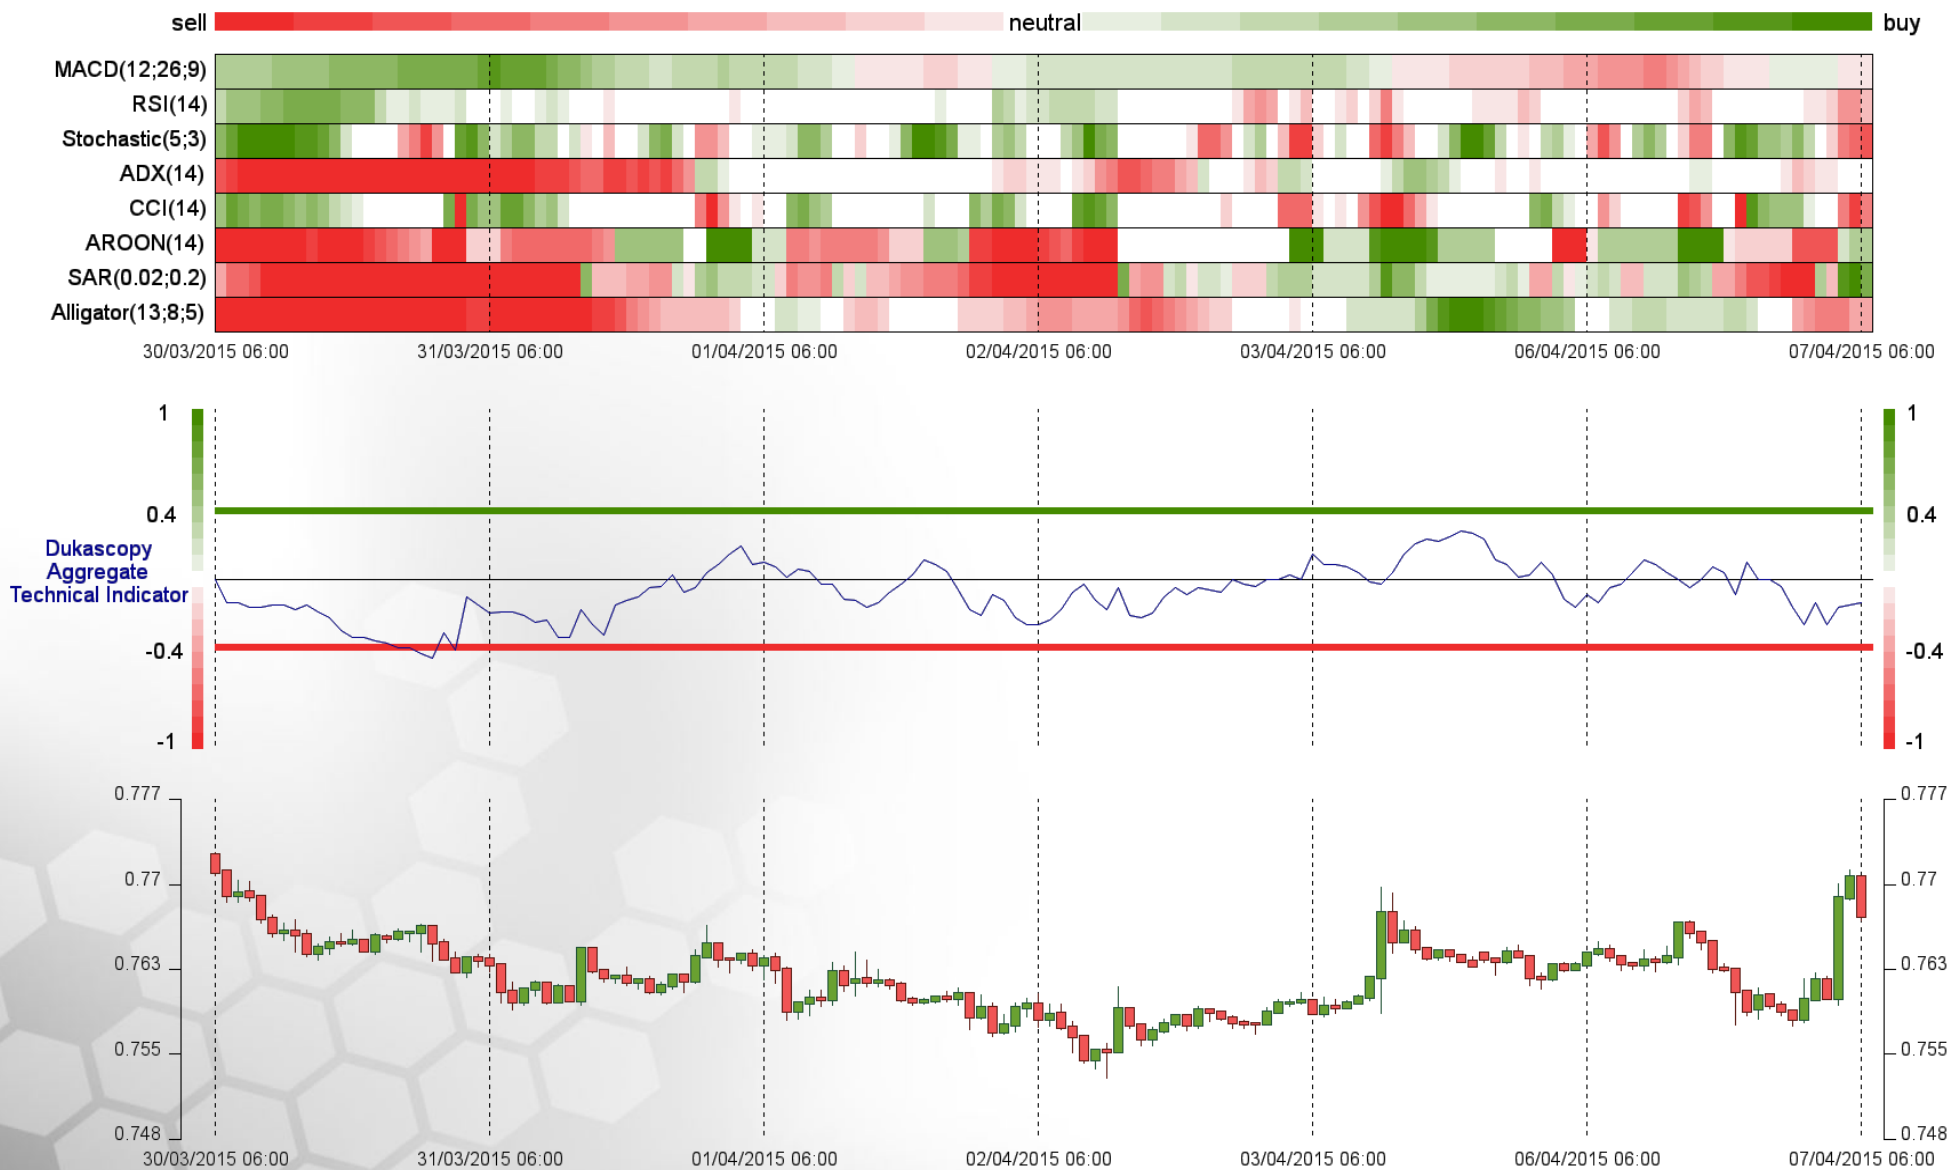 sell neutral buy
MACD(12;26;9)
RSI(14)
Stochastic(5;3)
ADX(14)
CCI(14)
AROON(14)
SAR(0.02;0.2)
Alligator(13;8;5)
30/03/2015 06:00 31/03/2015 06:00 01/04/2015 06:00 02/04/2015 06:00 03/04/2015 06:00 06/04/2015 06:00 07/04/2015 06:00
1 1
0.4 0.4
Dukascopy
Aggregate
Technical Indicator
-0.4 -0.4
-1 -1
0.777 0.777
0.77 0.77
0.763 0.763
0.755 0.755
0.748 0.748
30/03/2015 06:00 31/03/2015 06:00 01/04/2015 06:00 02/04/2015 06:00 03/04/2015 06:00 06/04/2015 06:00 07/04/2015 06:00